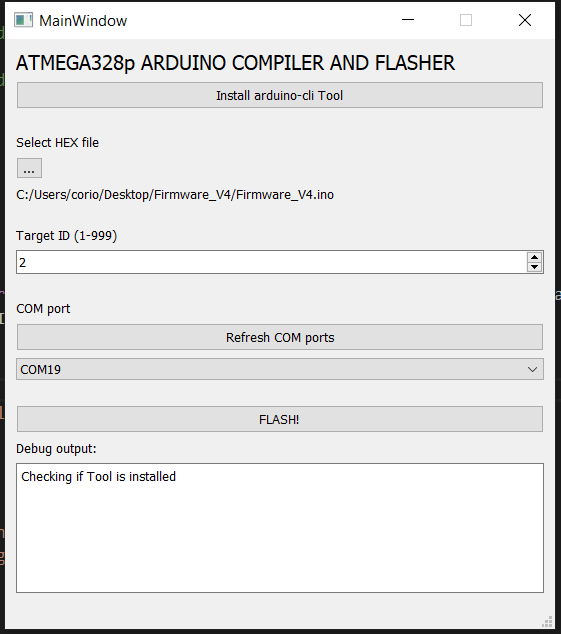 MainWindow
ATMEGA328p ARDUINO COMPILER AND FLASHER
Install arduino-cli Tool
Select HEX file
...
C:/Users/corio/Desktop/Firmware_V4/Firmware_V4.ino
Target ID (1-999)
2
COM port
Refresh COM ports
COM19
FLASH!
Debug output:
Checking if Tool is installed